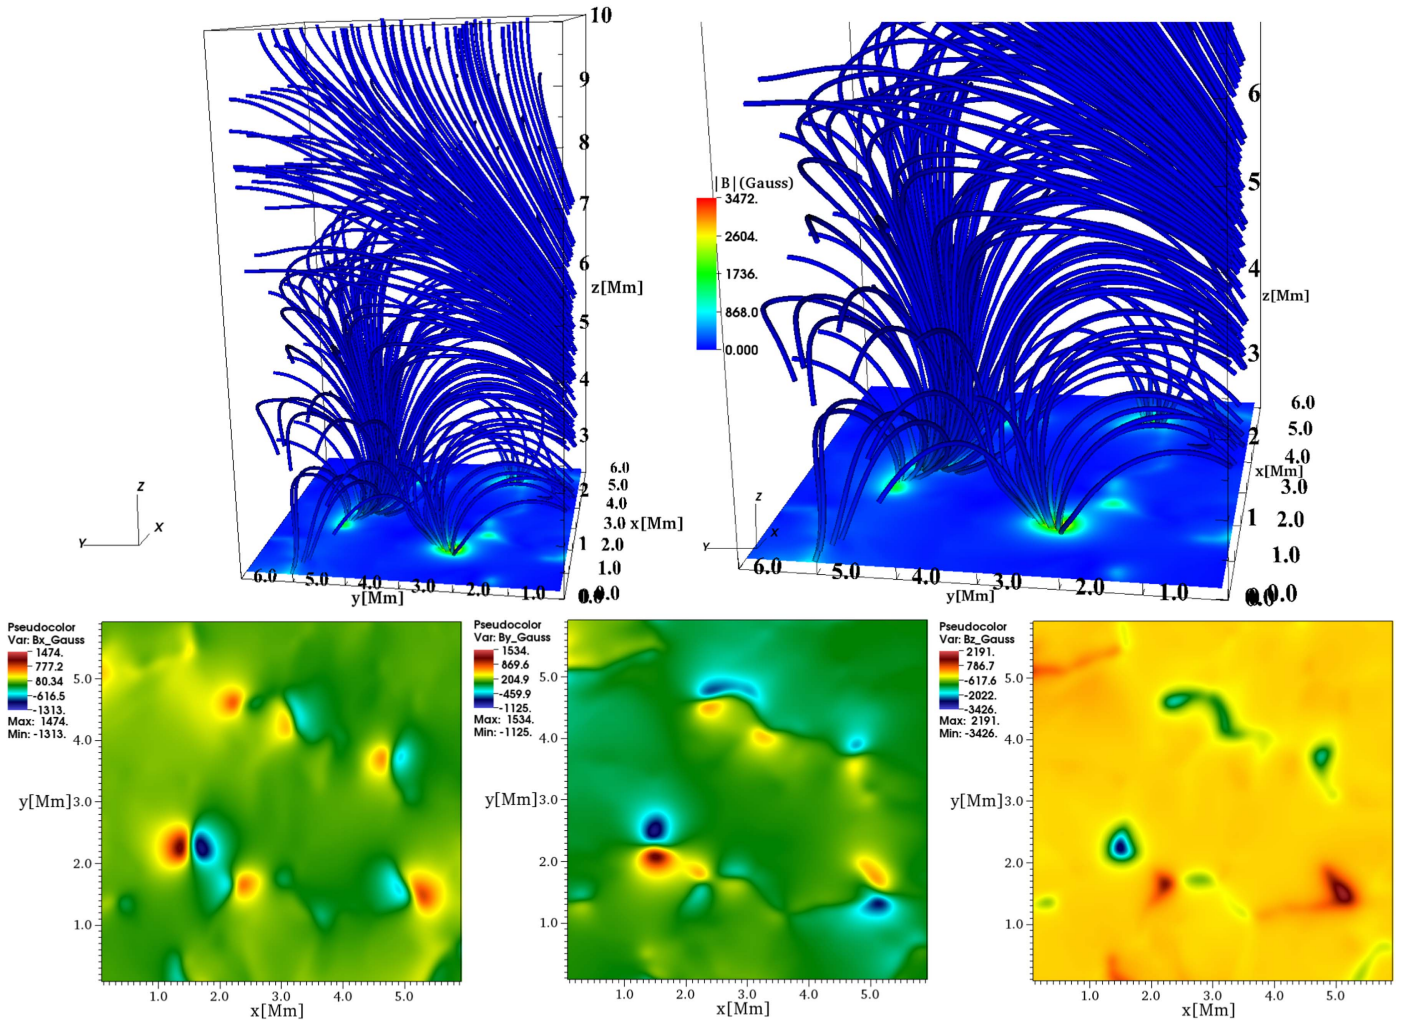 10
9
8
7
6
z[Mm]
5
4
3
6.0
5.0
2
4.0
3.0 x[Mm]
1 2.0
1.0
0.0
6.0 5.0 4.0 3.0 2.0 1.0
y[Mm]
Z
X
Y
|B|(Gauss)
3472.
2604.
1736.
868.0
0.000
6
5
4
z[Mm]
3
6.0
2 5.0
4.0
x[Mm]
3.0
1 2.0
1.0
0.0
6.0 5.0 4.0 3.0 2.0 1.0
y[Mm]
Z
X
Y
Pseudocolor
Var: Bx_Gauss
1474.
777.2
80.34
-616.5
-1313.
Max: 1474.
Min: -1313.
5.0
4.0
y[Mm] 3.0
2.0
1.0
1.0 2.0 3.0 4.0 5.0
x[Mm]
Pseudocolor
Var: By_Gauss
1534.
869.6
204.9
-459.9
-1125.
Max: 1534.
Min: -1125.
5.0
4.0
y[Mm] 3.0
2.0
1.0
1.0 2.0 3.0 4.0 5.0
x[Mm]
Pseudocolor
Var: Bz_Gauss
2191.
786.7
-617.6
-2022.
-3426.
Max: 2191.
Min: -3426.
5.0
4.0
y[Mm] 3.0
2.0
1.0
1.0 2.0 3.0 4.0 5.0
x[Mm]